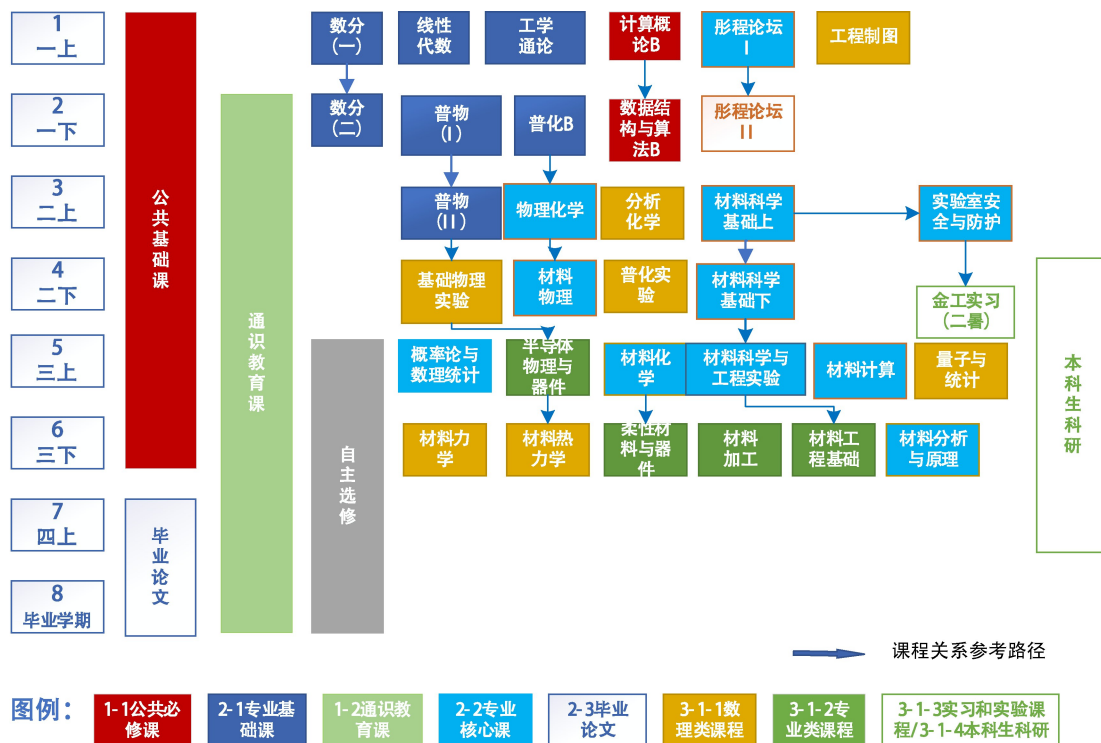 1
一上
数分
(一)
线性
代数
工学
通论
计算概
论B
彤程论坛
I
工程制图
2
一下
数分
(二)
普物
(I)
普化B
数据结
构与算
法B
彤程论坛
II
3
二上
普物
(II)
物理化学
分析
化学
材料科学
基础上
实验室安
全与防护
4
二下
基础物理
实验
材料
物理
普化实
验
材料科学
基础下
金工实习
(二暑)
5
三上
概率论与
数理统计
半导体
物理与
器件
材料化
学
材料科学与
工程实验
材料计算
量子与
统计
6
三下
材料力
学
材料热
力学
柔性材
料与器
件
材料
加工
材料工
程基础
材料分析
与原理
7
四上
8
毕业学期
公共基础课
毕业论文
通识教育课
自主选修
本科生科研
课程关系参考路径
图例：
1-1公共必
修课
2-1专业基
础课
1-2通识教
育课
2-2专业
核心课
2-3毕业
论文
3-1-1数
理类课程
3-1-2专
业类课程
3-1-3实习和实验课
程/3-1-4本科生科研